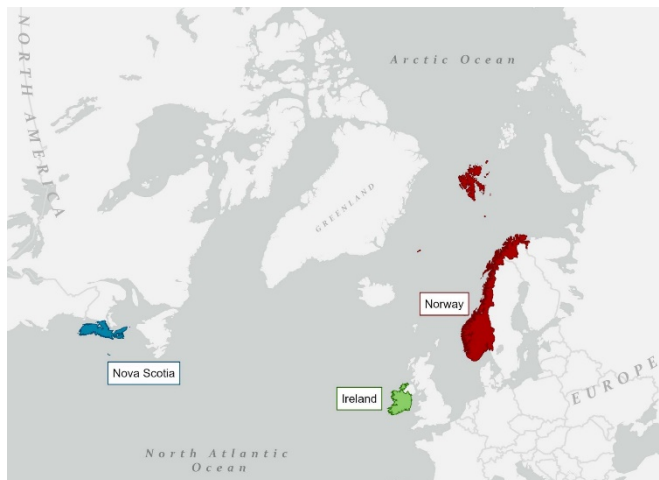 NORTH AMERICA
Arctic Ocean
GREENLAND
Norway
Nova Scotia
Ireland
EUROPE
North Atlantic
Ocean